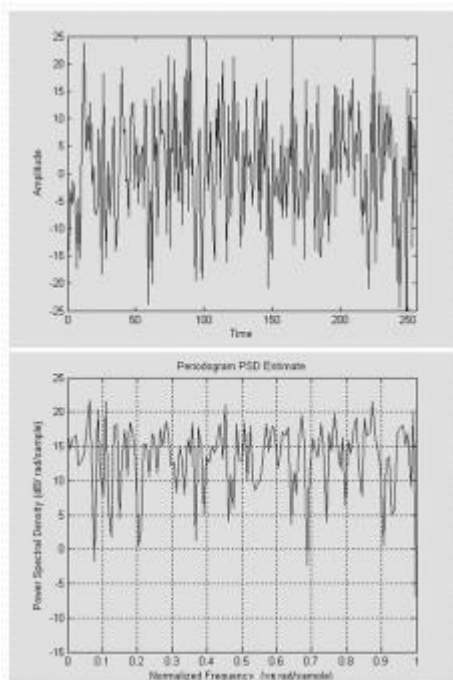 25
20
15
10
5
0
-5
-10
-15
-20
-25
Amplitude
0 50 100 150 200 250
Time
Periodogram PSD Estimate
25
20
15
10
5
0
-5
-10
-15
Power Spectral Density (dB/ rad/sample)
0 0.1 0.2 0.3 0.4 0.5 0.6 0.7 0.8 0.9 1
Normalized Frequency (×π rad/sample)